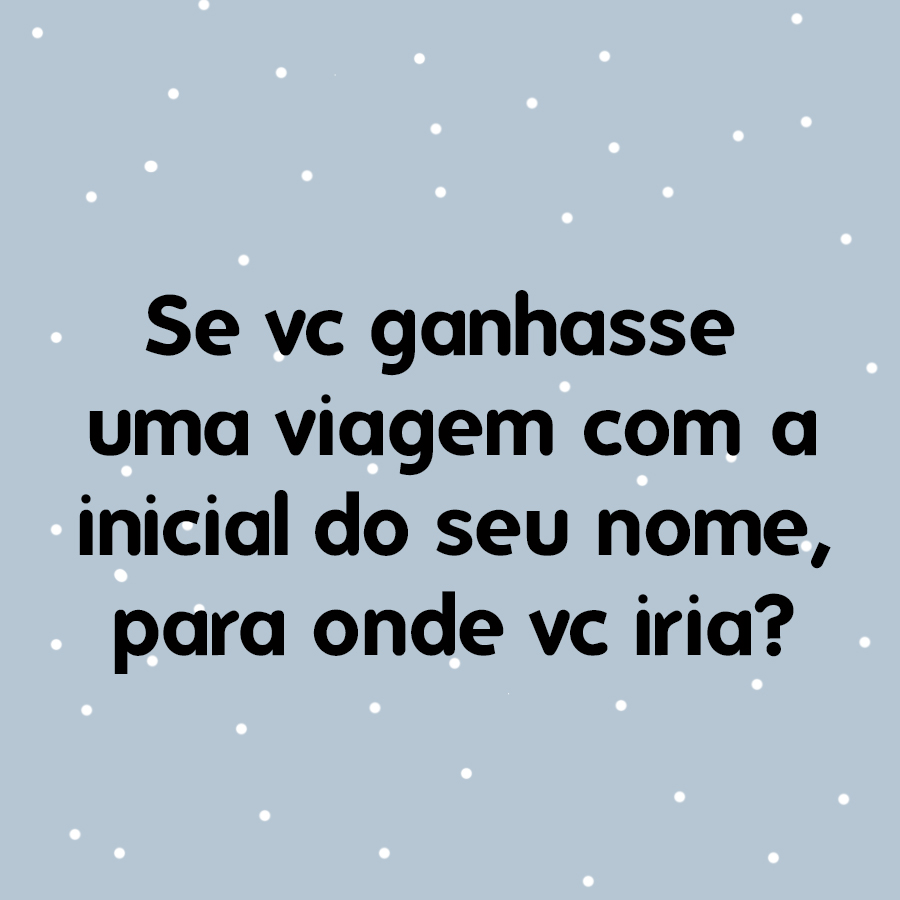 Se vc ganhasse
uma viagem com a
inicial do seu nome,
para onde vc iria?